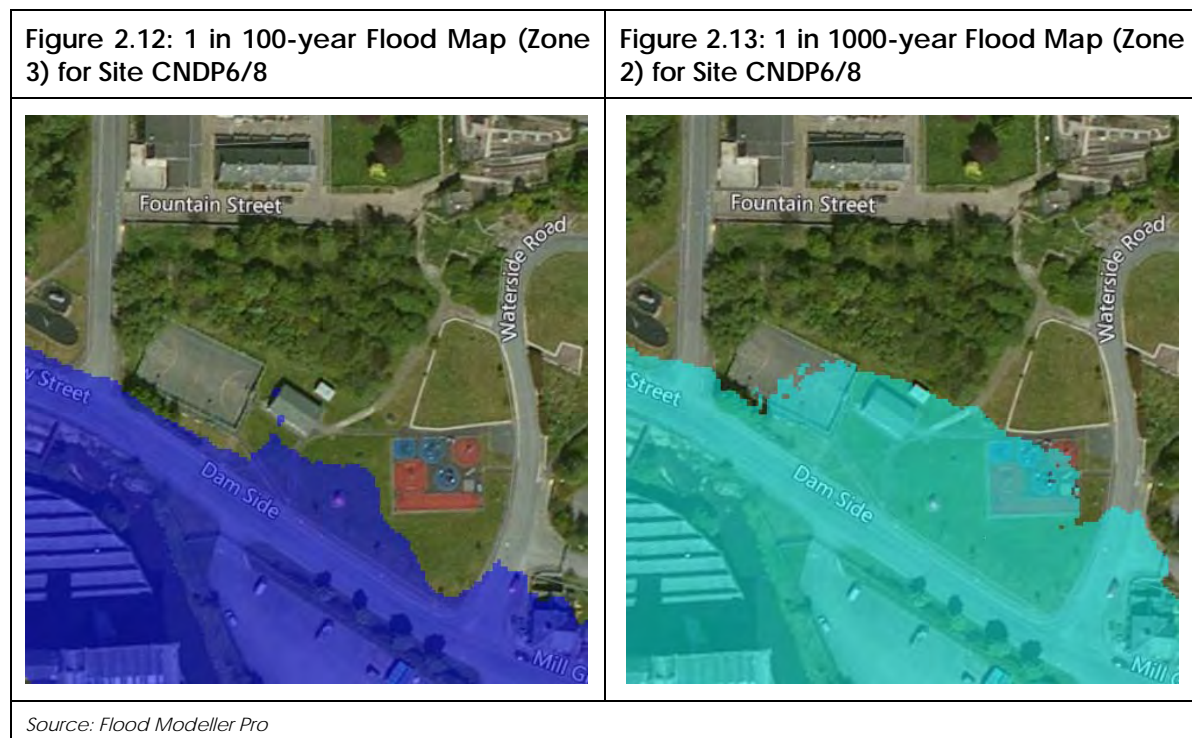 Figure 2.12: 1 in 100-year Flood Map (Zone
3) for Site CNDP6/8
Figure 2.13: 1 in 1000-year Flood Map (Zone
2) for Site CNDP6/8
Fountain Street
Waterside Road
w Street
Dam Side
Mill G
Fountain Street
Waterside Road
Street
Dam Side
Mill G
Source: Flood Modeller Pro